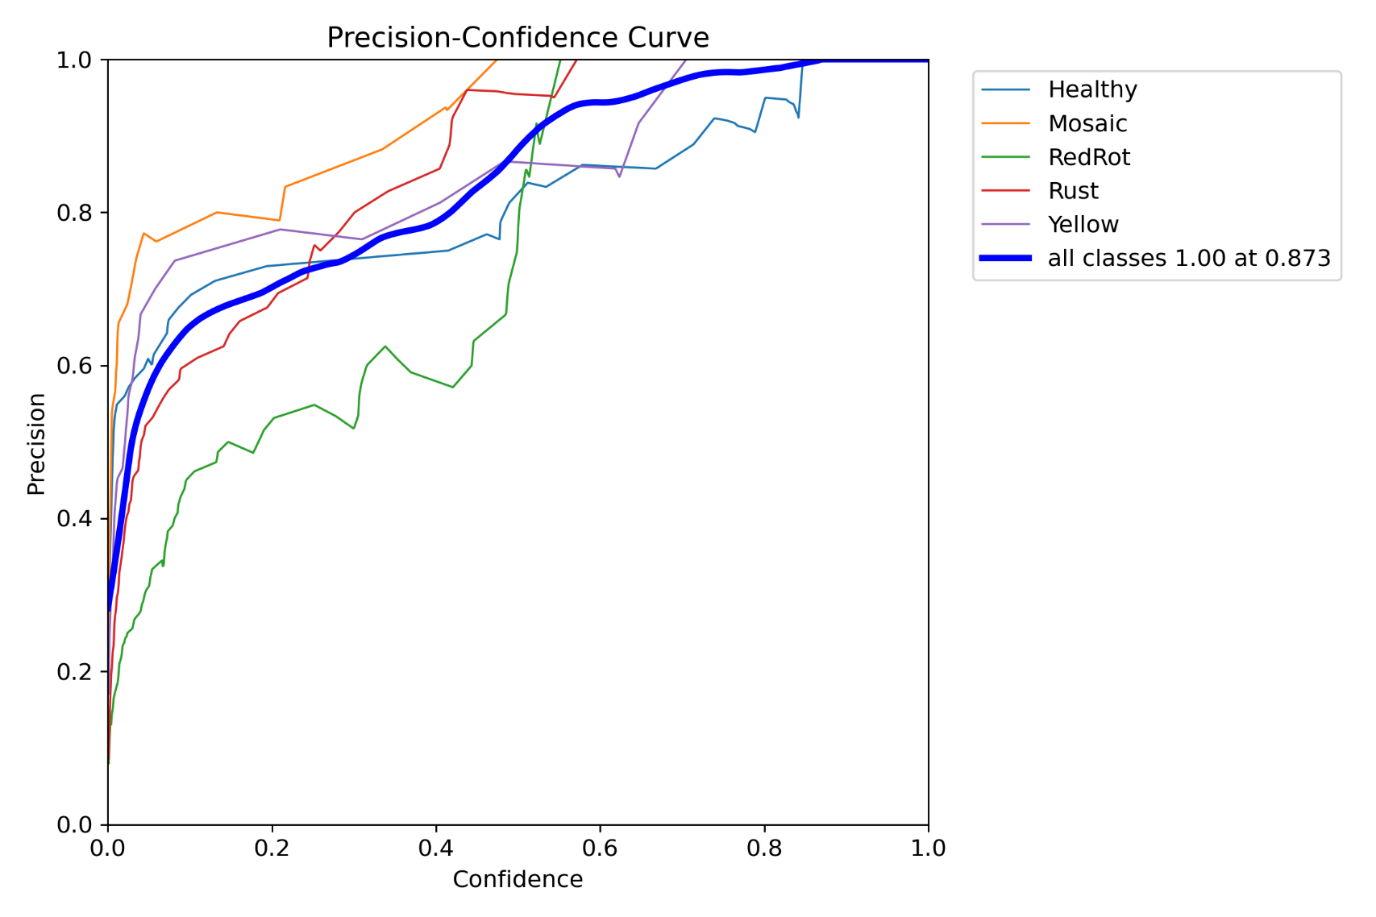 Precision-Confidence Curve
1.0
0.8
0.6
0.4
0.2
0.0
Precision
0.0 0.2 0.4 0.6 0.8 1.0
Confidence
Healthy
Mosaic
RedRot
Rust
Yellow
all classes 1.00 at 0.873